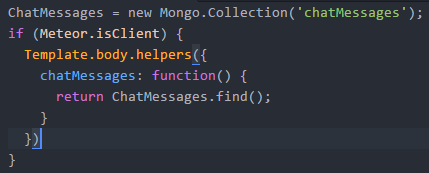 ChatMessages = new Mongo.Collection('chatMessages');
if (Meteor.isClient) {
  Template.body.helpers({
    chatMessages: function() {
      return ChatMessages.find();
    }
  })
}